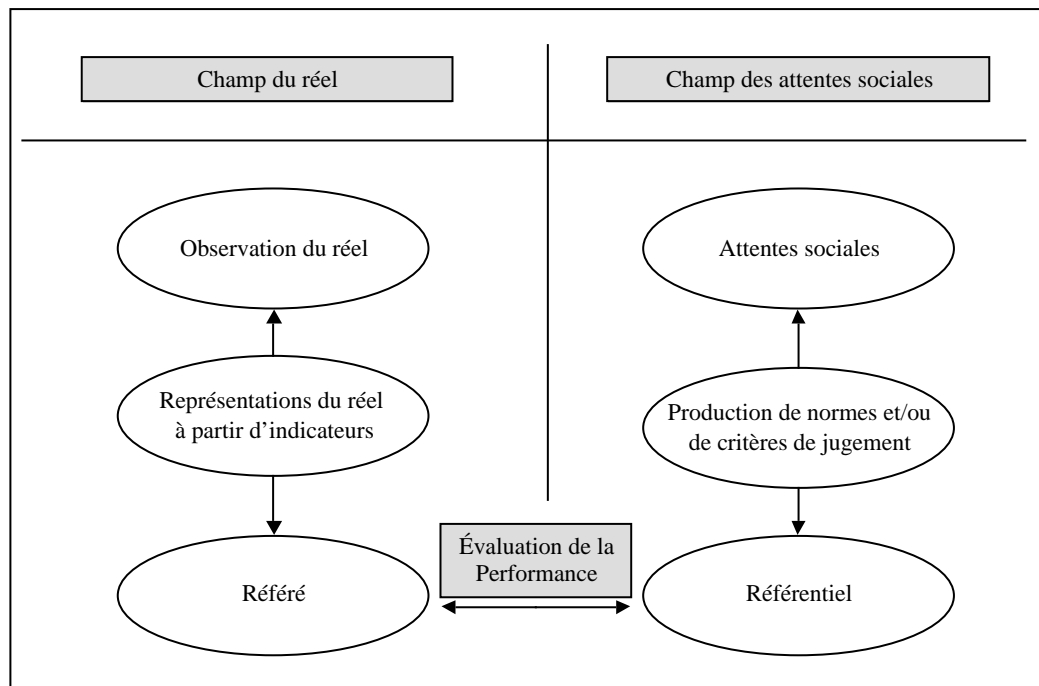 Champ du réel
Champ des attentes sociales
Observation du réel
Attentes sociales
Représentations du réel
à partir d’indicateurs
Production de normes et/ou
de critères de jugement
Évaluation de la
Performance
Référé
Référentiel